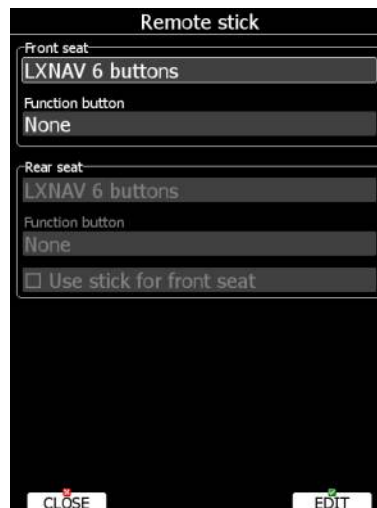 Remote stick
Front seat
LXNAV 6 buttons
Function button
None
Rear seat
LXNAV 6 buttons
Function button
None
Use stick for front seat
CLOSE
EDIT